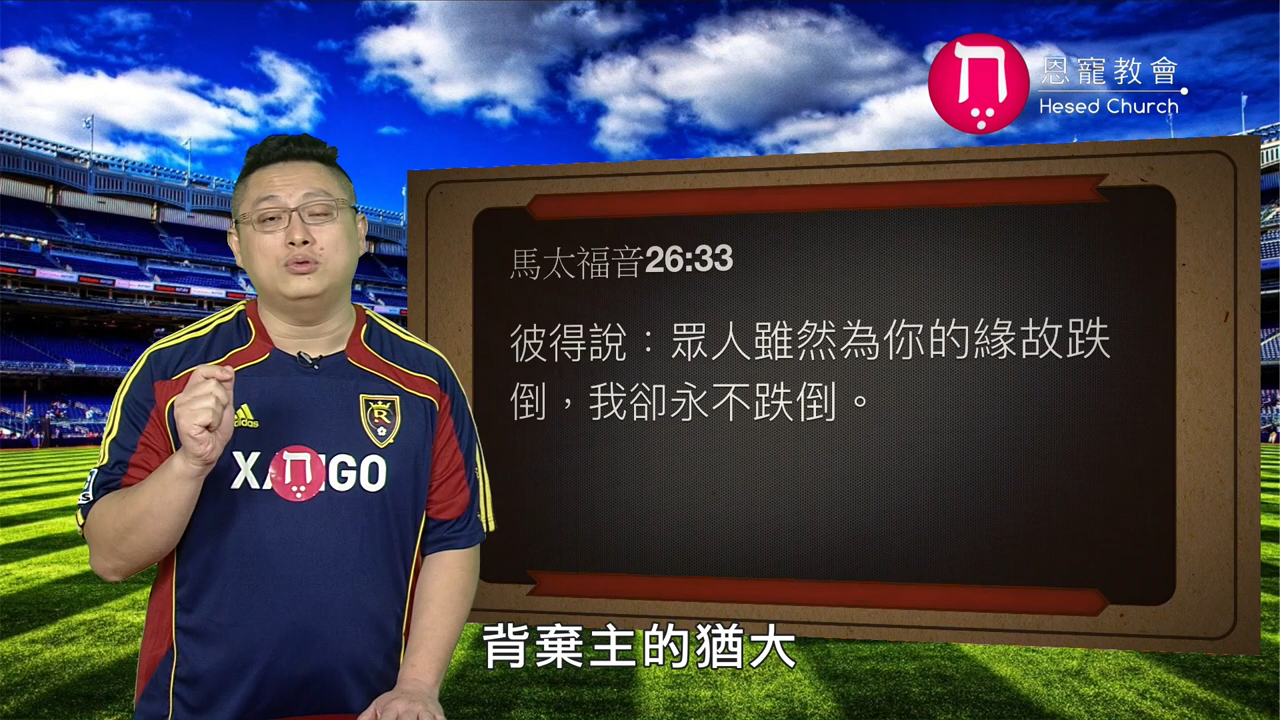 恩寵教會
Hesed Church
馬太福音26:33
彼得說：眾人雖然為你的緣故跌
倒，我卻永不跌倒。
adidas
背棄主的猶大